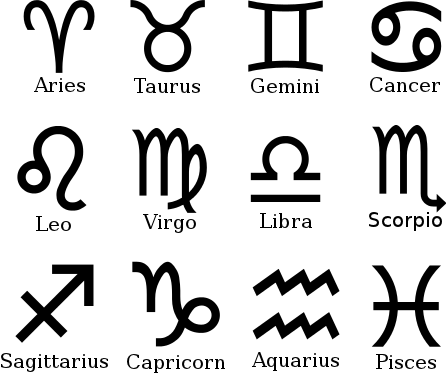 Aries Taurus Gemini Cancer
Leo Virgo Libra Scorpio
Sagittarius Capricorn Aquarius Pisces